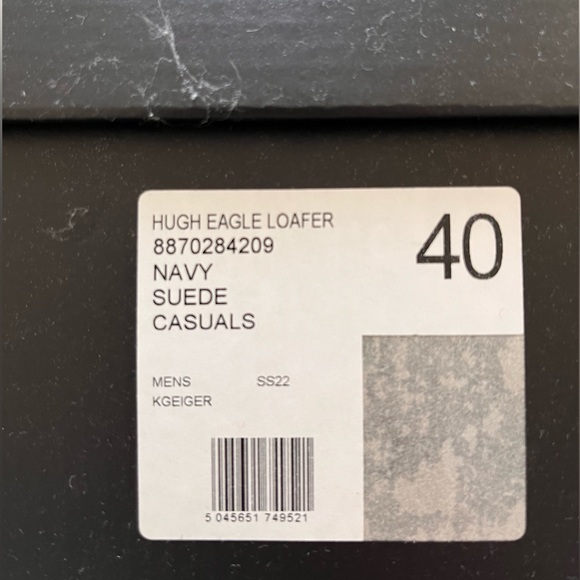 HUGH EAGLE LOAFER
40
8870284209
NAVY
SUEDE
CASUALS
MENS SS22
KGEIGER
5 045651 749521